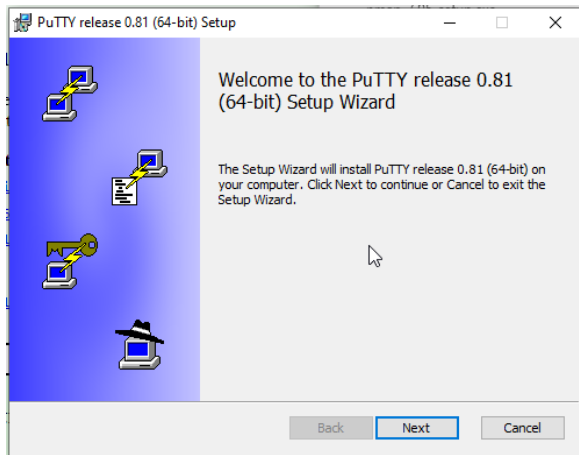 PuTTY release 0.81 (64-bit) Setup
Welcome to the PuTTY release 0.81
(64-bit) Setup Wizard
The Setup Wizard will install PuTTY release 0.81 (64-bit) on
your computer. Click Next to continue or Cancel to exit the
Setup Wizard.
Back Next Cancel